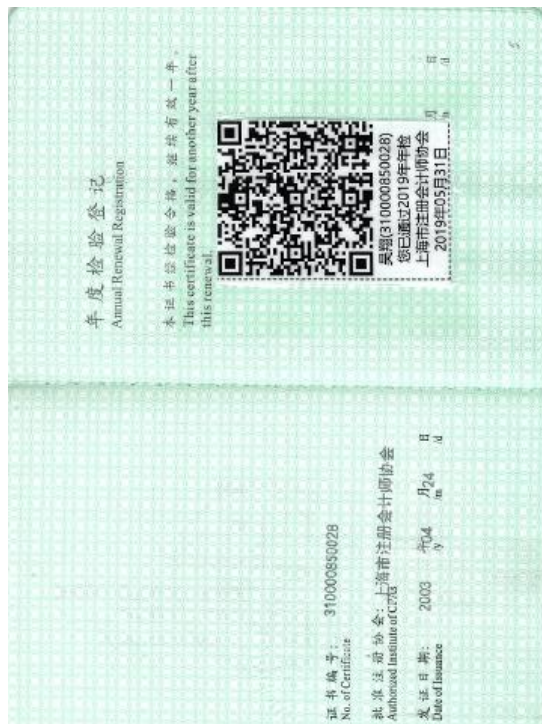 年度检验登记
Annual Renewal Registration
本证书经检验合格，继续有效一年。
This certificate is valid for another year after
this renewal.
吴翔(310000850028)
您已通过2019年年检
上海市注册会计师协会
2019年05月31日
月 日
/m /d
5
证书编号： 310000850028
No. of Certificate
批准注册协会：上海市注册会计师协会
Authorized Institute of CPAs
发证日期： 2003 年04 月24 日
Date of Issuance /y /m /d